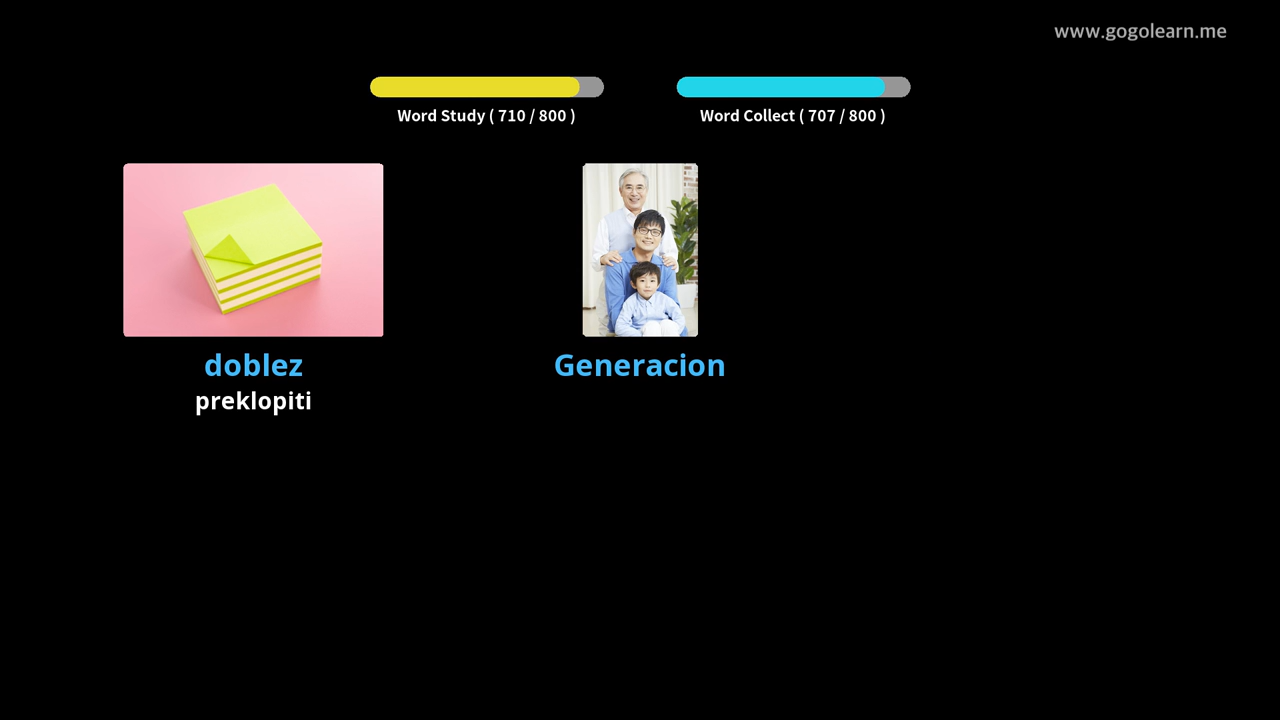 www.gogolearn.me
Word Study ( 710 / 800 )
Word Collect ( 707 / 800 )
doblez
Generacion
preklopiti